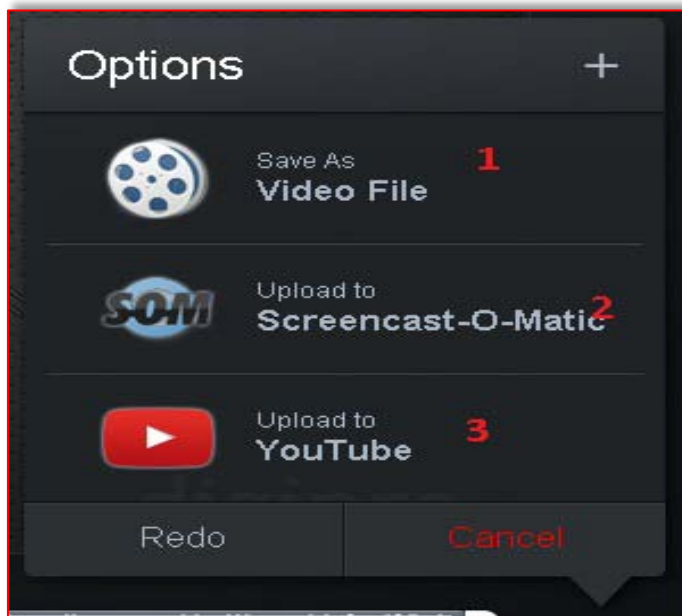 Options +
Save As 1
Video File
SOM
Upload to
Screencast-O-Matic 2
Upload to
YouTube 3
Redo Cancel